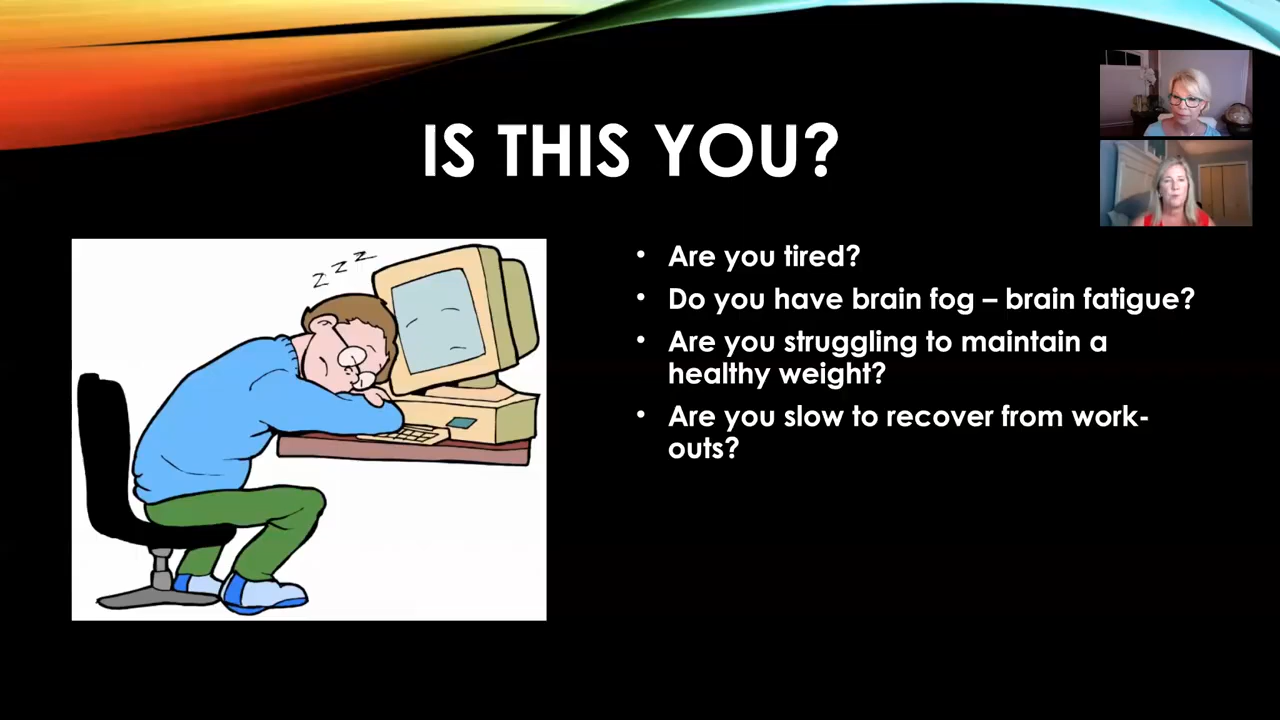 IS THIS YOU?
z z z
• Are you tired?
• Do you have brain fog – brain fatigue?
• Are you struggling to maintain a
healthy weight?
• Are you slow to recover from work-
outs?